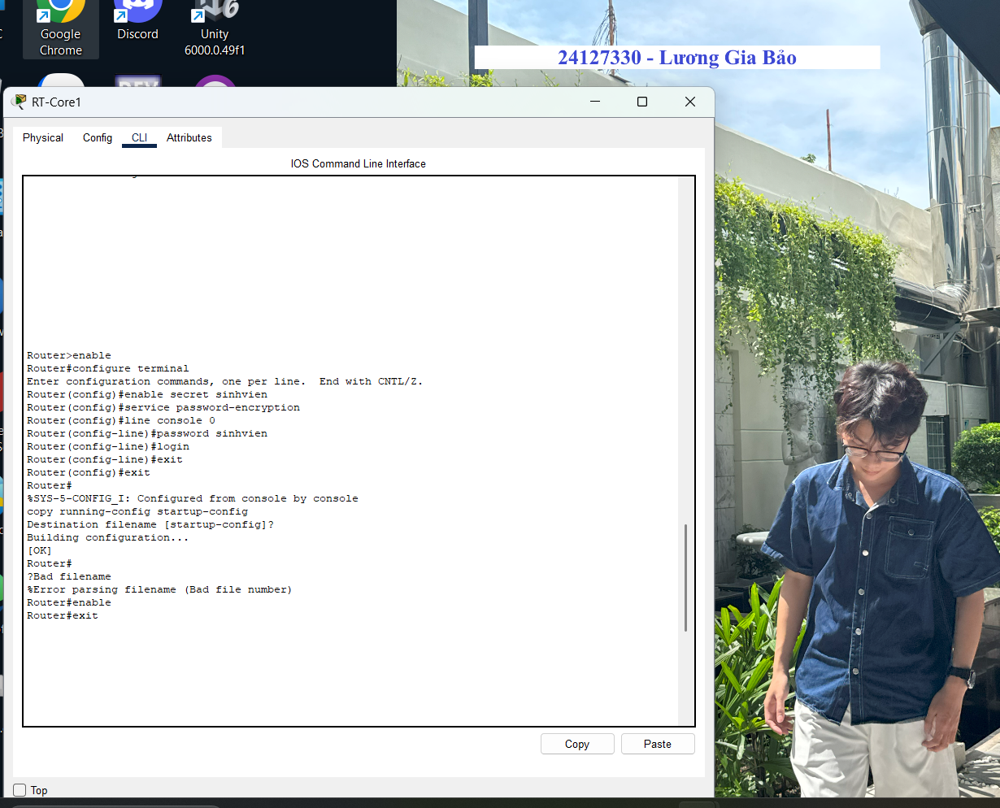 Google
Chrome
Discord
Unity
6000.0.49f1
24127330 - Lương Gia Bảo
RT-Core1
Physical
Config
CLI
Attributes
IOS Command Line Interface
Router>enable
Router#configure terminal
Enter configuration commands, one per line.  End with CNTL/Z.
Router(config)#enable secret sinhvien
Router(config)#service password-encryption
Router(config)#line console 0
Router(config-line)#password sinhvien
Router(config-line)#login
Router(config-line)#exit
Router(config)#exit
Router#
%SYS-5-CONFIG_I: Configured from console by console
copy running-config startup-config
Destination filename [startup-config]?
Building configuration...
[OK]
Router#
?Bad filename
%Error parsing filename (Bad file number)
Router#enable
Router#exit
Copy
Paste
Top